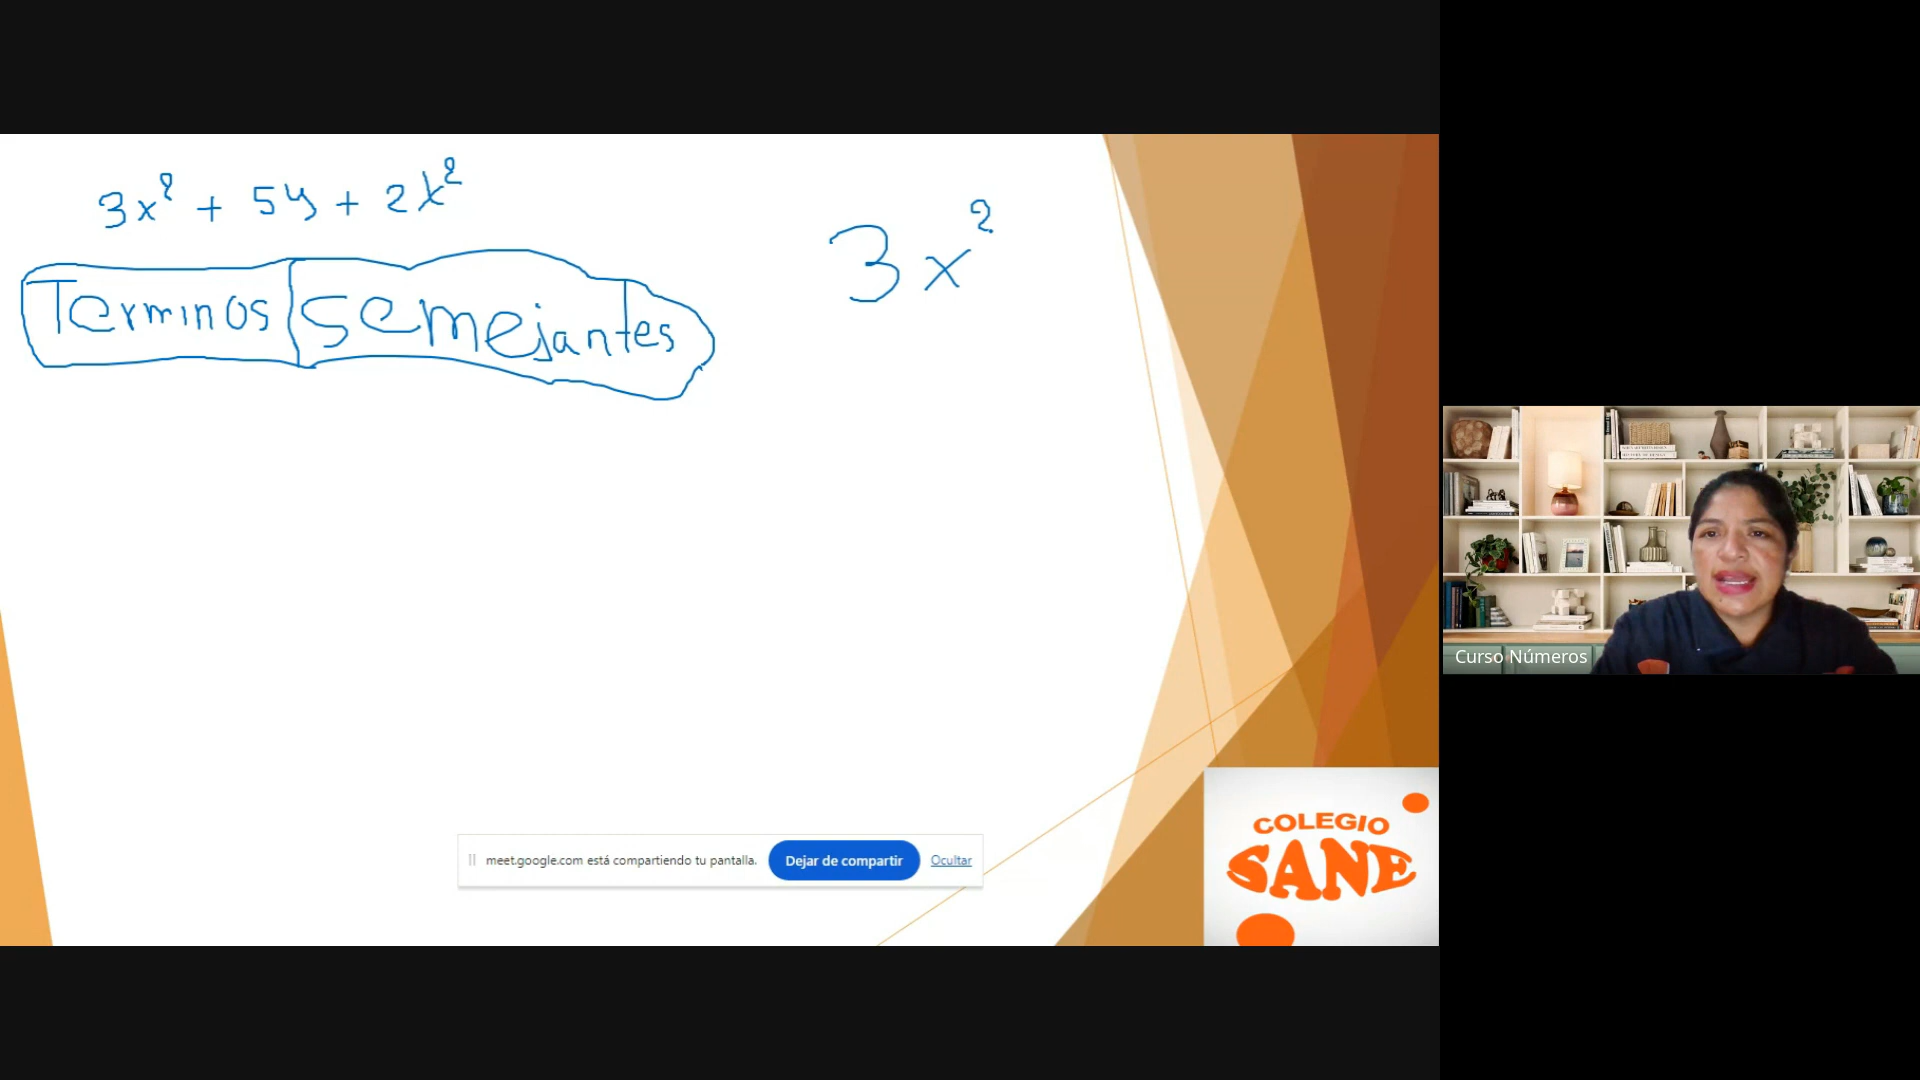 3x² + 5y + 2x²
Terminos semejantes
3x²
meet.google.com está compartiendo tu pantalla. Dejar de compartir Ocultar
COLEGIO
SANE
Curso Números